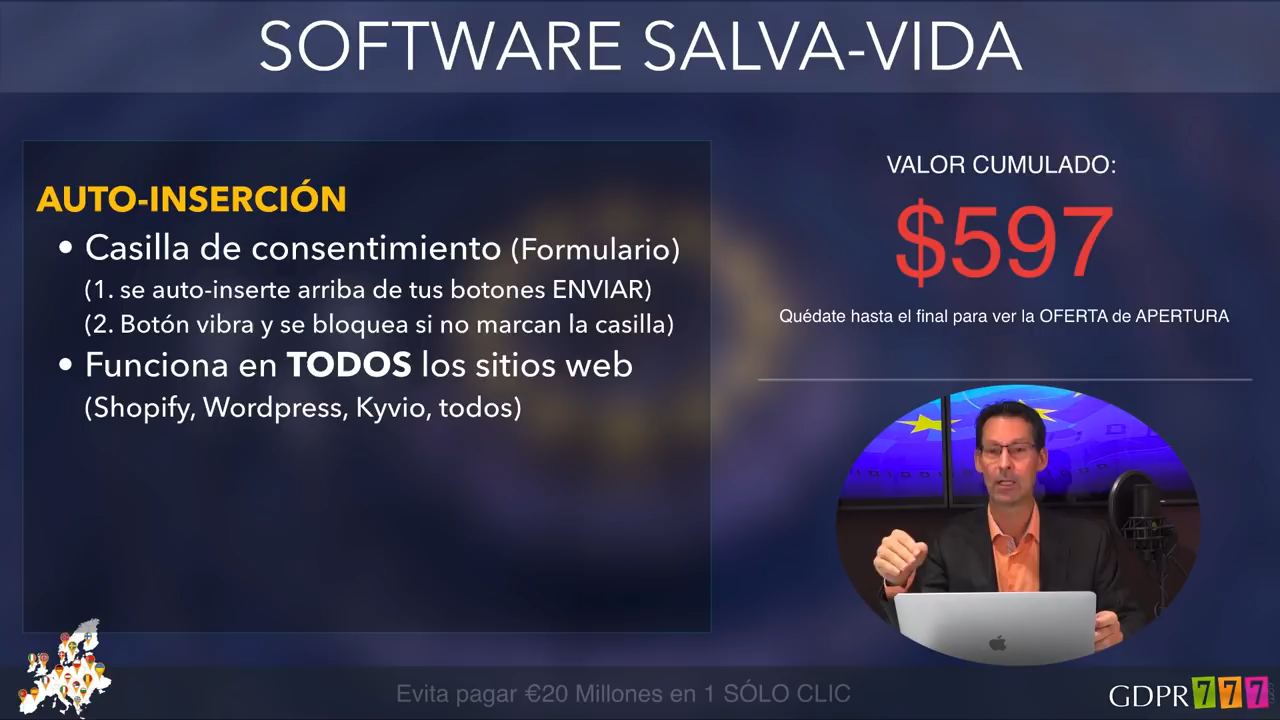 SOFTWARE SALVA-VIDA
AUTO-INSERCIÓN
• Casilla de consentimiento (Formulario)
(1. se auto-inserte arriba de tus botones ENVIAR)
(2. Botón vibra y se bloquea si no marcan la casilla)
• Funciona en TODOS los sitios web
(Shopify, Wordpress, Kyvio, todos)
VALOR CUMULADO:
$597
Quédate hasta el final para ver la OFERTA de APERTURA
Evita pagar €20 Millones en 1 SÓLO CLIC
GDPR777